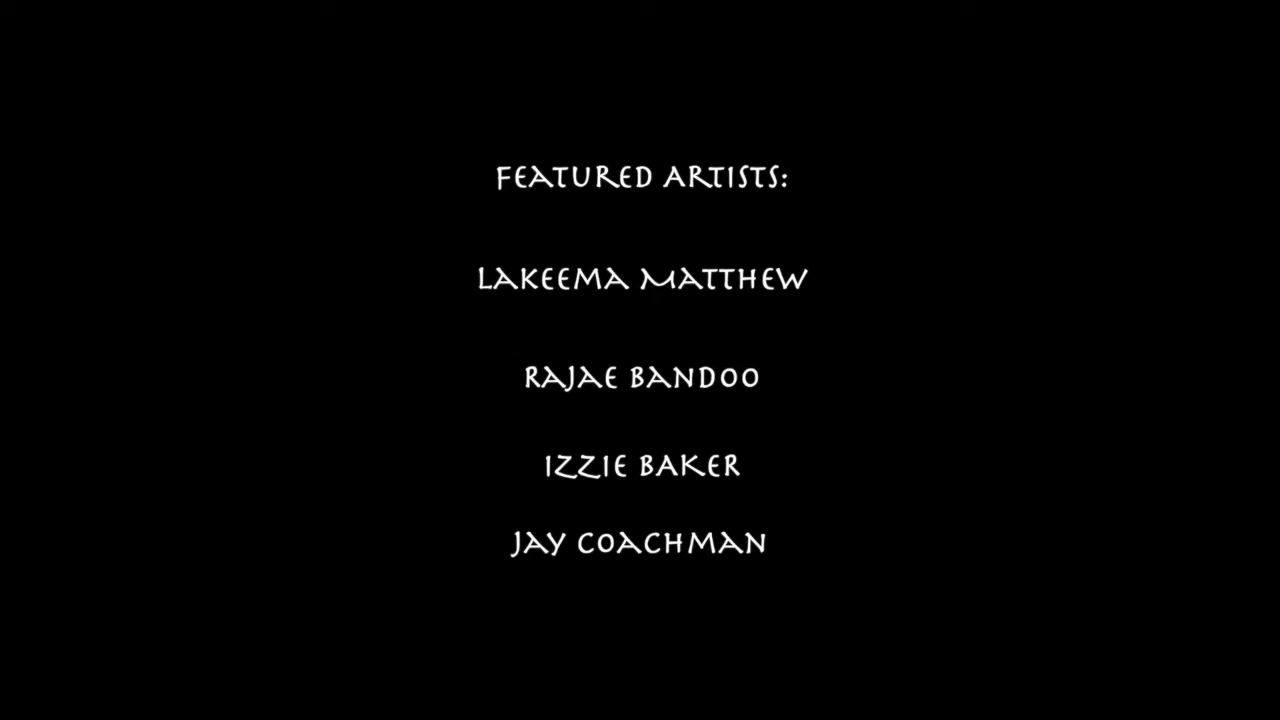 Featured Artists:
Lakeema Matthew
Rajae Bandoo
Izzie Baker
Jay Coachman